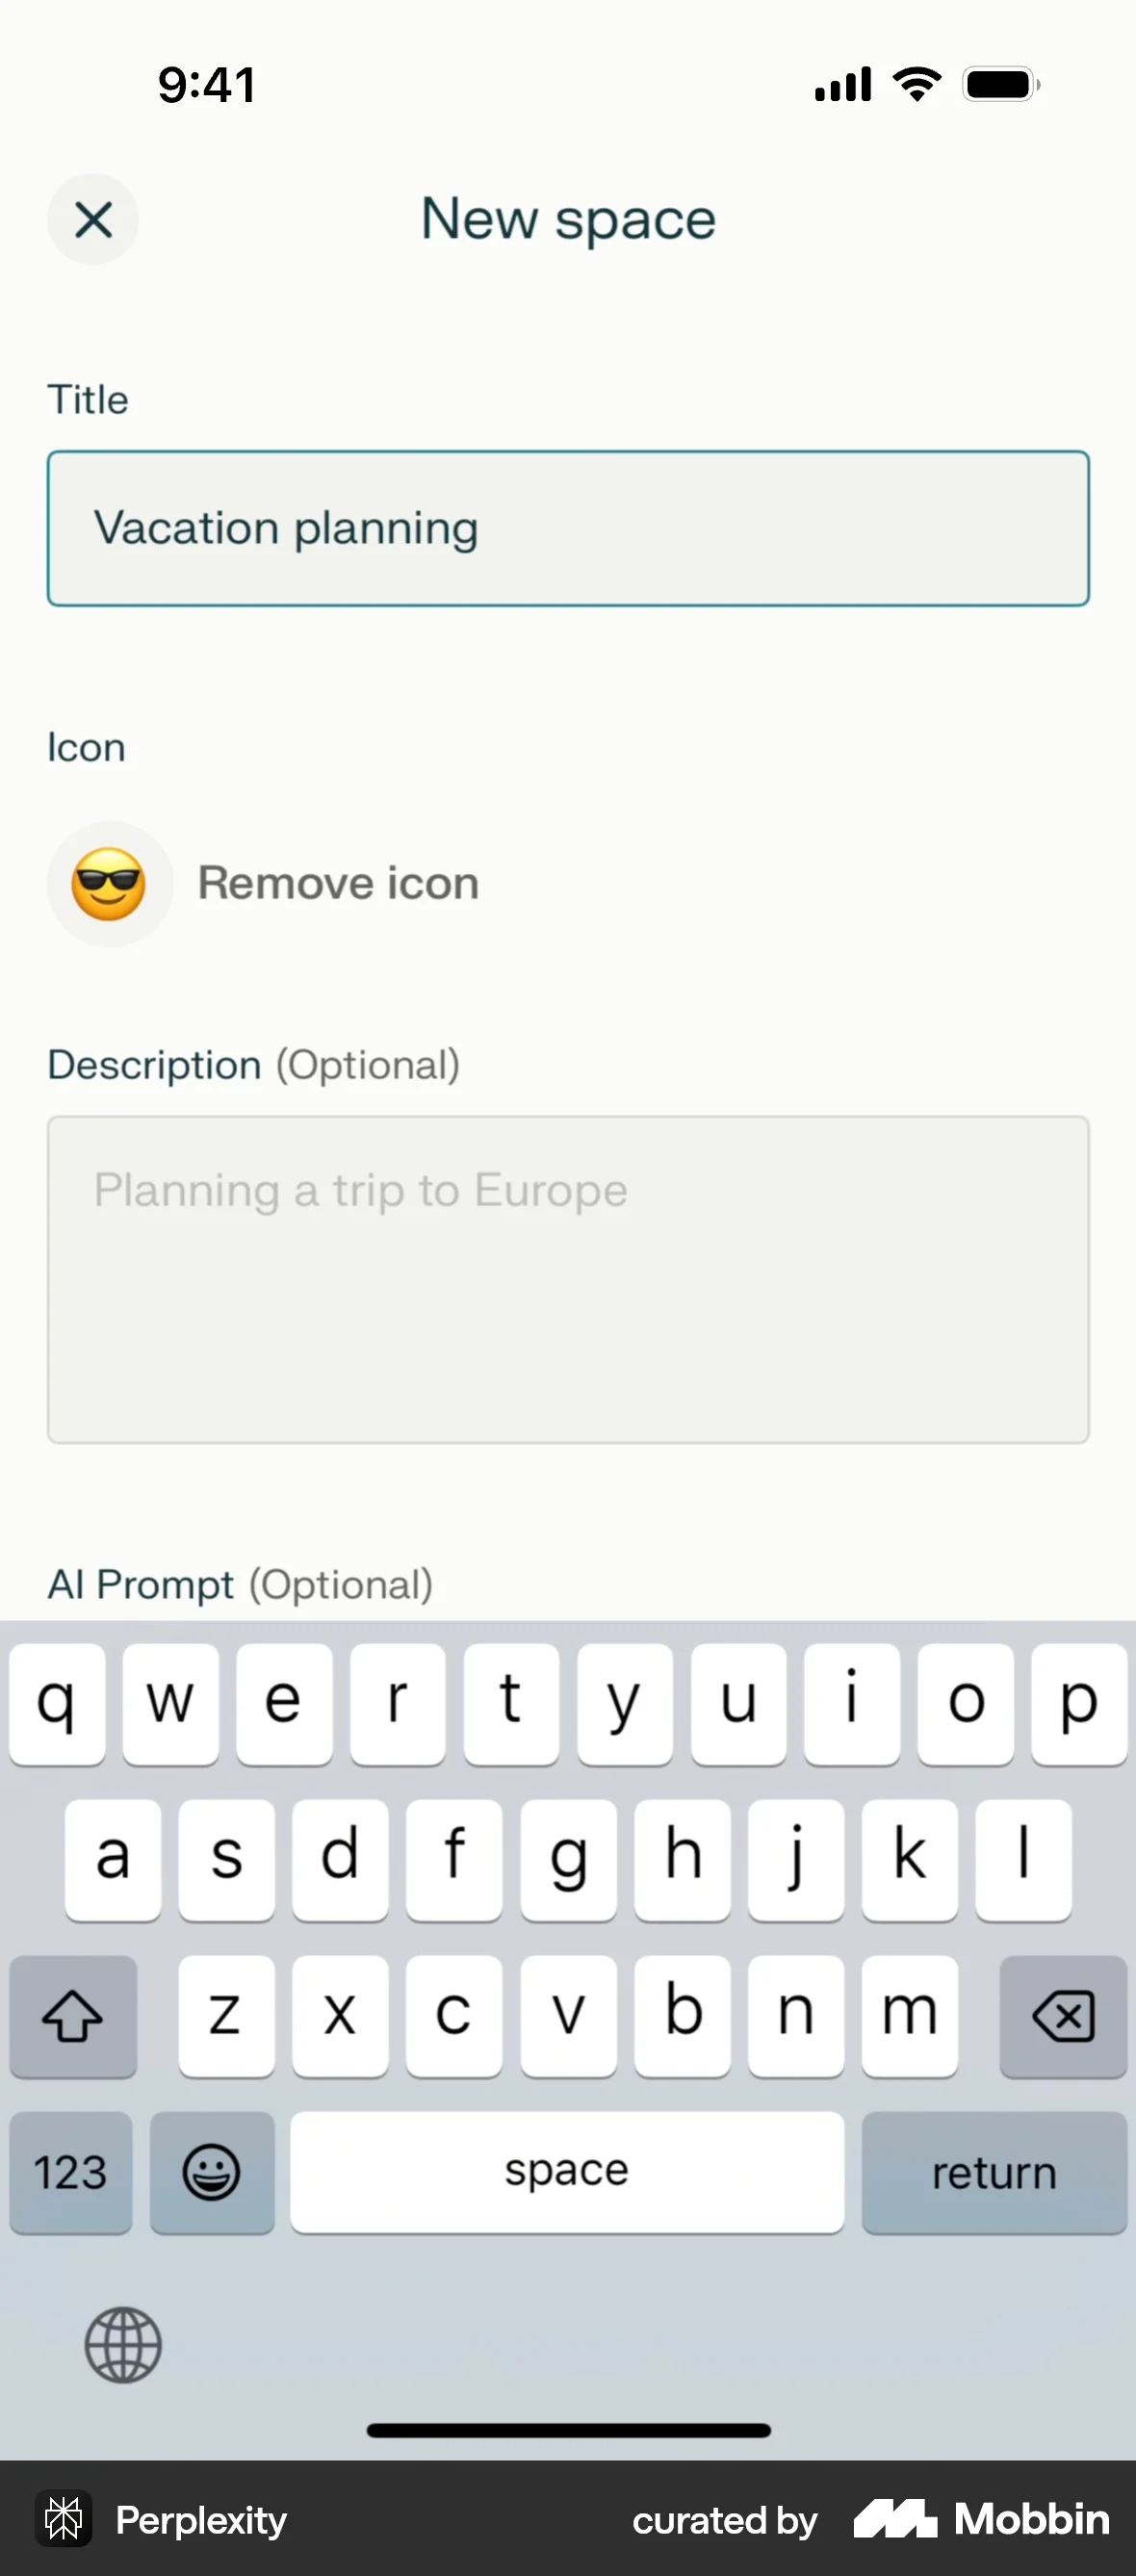 9:41
New space
Title
Vacation planning
Icon
Remove icon
Description (Optional)
Planning a trip to Europe
AI Prompt (Optional)
q w e r t y u i o p
a s d f g h j k l
z x c v b n m
123 space return
Perplexity curated by Mobbin